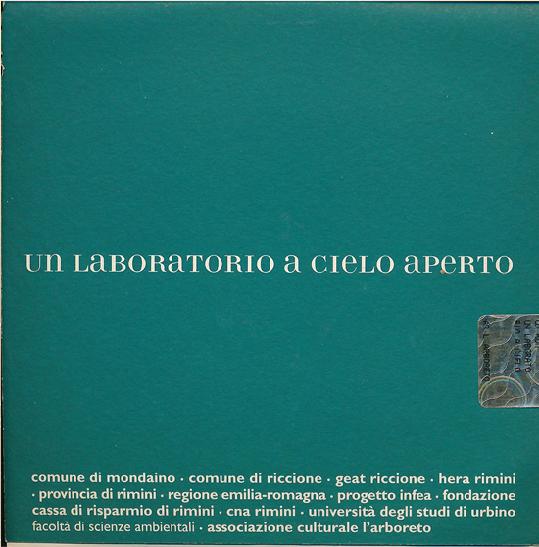 un laboratorio a cielo aperto
UN LABORATO
comune di mondaino · comune di riccione · geat riccione · hera rimini
· provincia di rimini · regione emilia-romagna · progetto infea · fondazione
cassa di risparmio di rimini · cna rimini · università degli studi di urbino
facoltà di scienze ambientali · associazione culturale l'arboreto